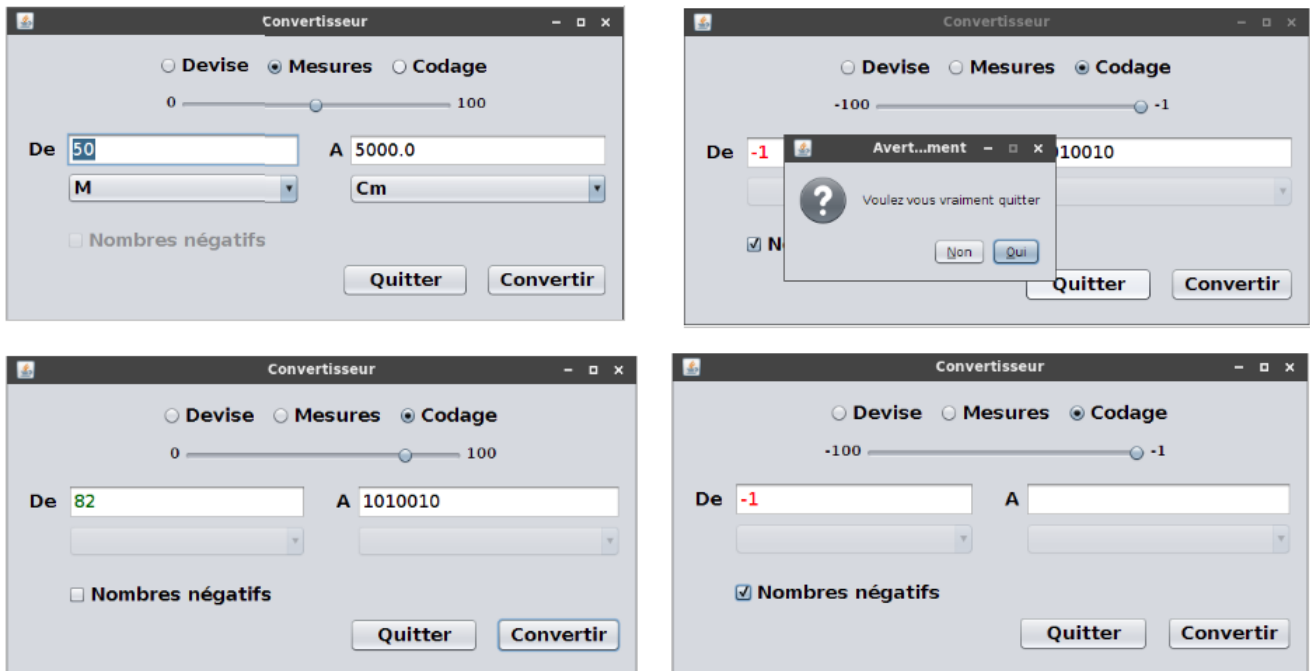 Convertisseur
Devise Mesures Codage
0 100
De 50 A 5000.0
M Cm
Nombres négatifs
Quitter Convertir
Convertisseur
Devise Mesures Codage
-100 -1
De -1 010010
Avert...ment
Voulez vous vraiment quitter
Non Oui
N
Quitter Convertir
Convertisseur
Devise Mesures Codage
0 100
De 82 A 1010010
Nombres négatifs
Quitter Convertir
Convertisseur
Devise Mesures Codage
-100 -1
De -1 A
Nombres négatifs
Quitter Convertir